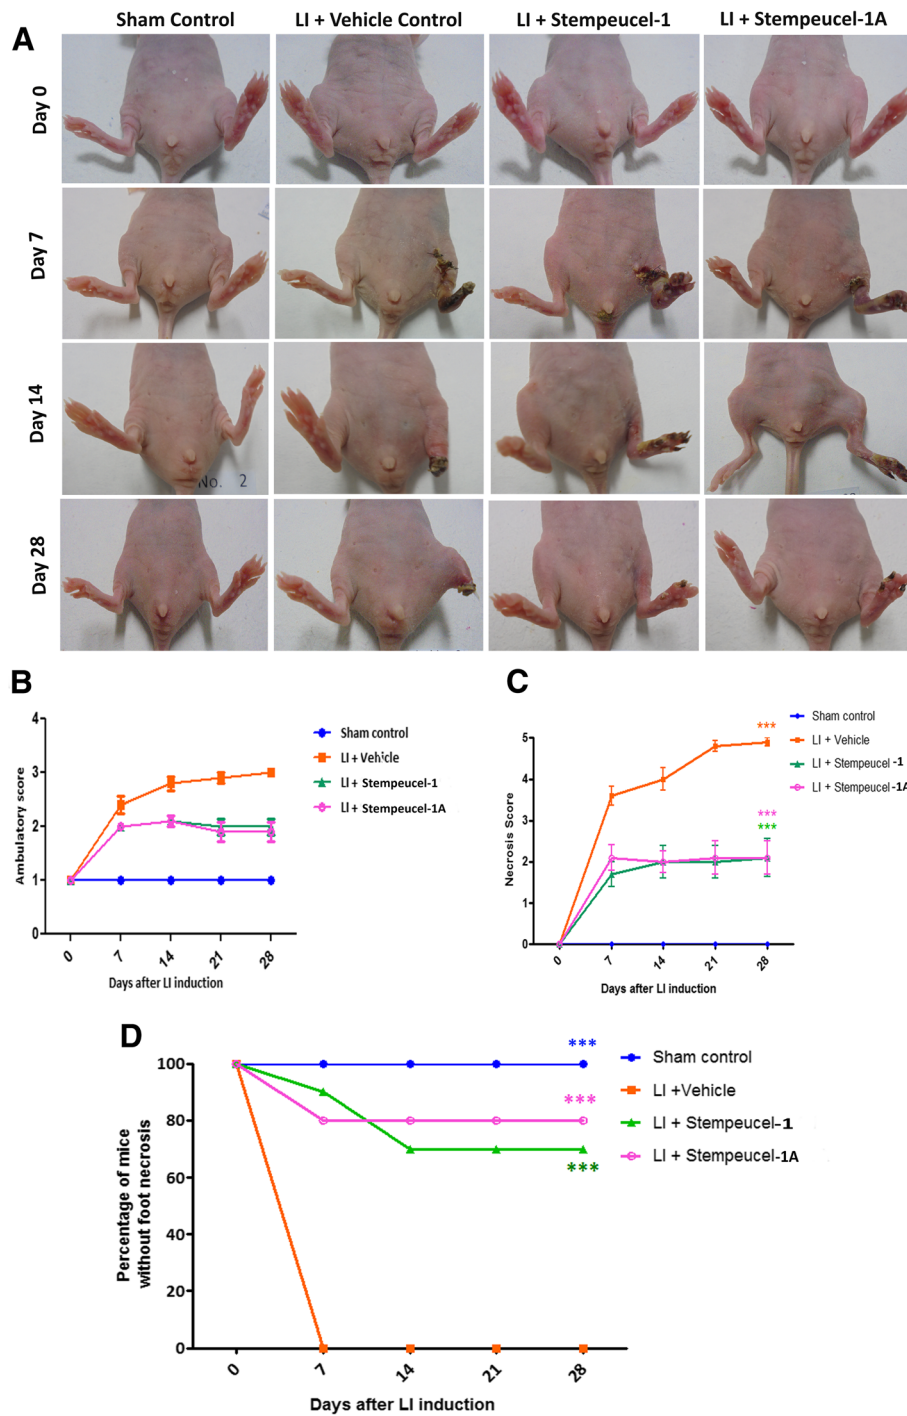 A
Sham Control LI + Vehicle Control LI + Stempeucel-1 LI + Stempeucel-1A
Day 0
Day 7
Day 14
No. 2
Day 28
B
Ambulatory score
4
3
2
1
0
0 7 14 21 28
Days after LI induction
Sham control
LI + Vehicle
LI + Stempeucel-1
LI + Stempeucel-1A
C
Necrosis Score
5
4
3
2
1
0
0 7 14 21 28
Days after LI induction
***
***
***
Sham control
LI + Vehicle
LI + Stempeucel-1
LI + Stempeucel-1A
D
Percentage of mice
without foot necrosis
100
80
60
40
20
0
0 7 14 21 28
Days after LI induction
***
***
***
Sham control
LI +Vehicle
LI + Stempeucel-1
LI + Stempeucel-1A